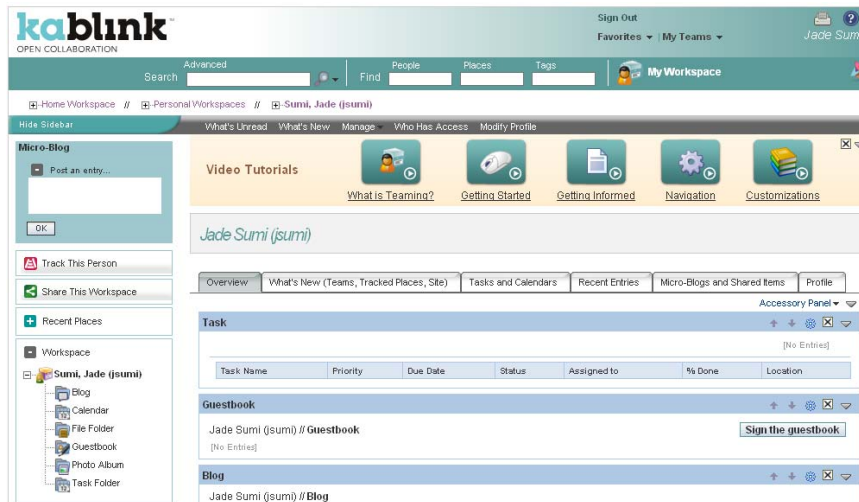 kablink™
OPEN COLLABORATION
Sign Out
Favorites My Teams
Jade Sum
Search Advanced Find People Places Tags My Workspace
Home Workspace // Personal Workspaces // Sumi, Jade (jsumi)
Hide Sidebar
What's Unread What's New Manage Who Has Access Modify Profile
Micro-Blog
Post an entry...
OK
Track This Person
Share This Workspace
Recent Places
Workspace
Sumi, Jade (jsumi)
Blog
Calendar
File Folder
Guestbook
Photo Album
Task Folder
Video Tutorials
What is Teaming? Getting Started Getting Informed Navigation Customizations
Jade Sumi (jsumi)
Overview What's New (Teams, Tracked Places, Site) Tasks and Calendars Recent Entries Micro-Blogs and Shared Items Profile
Accessory Panel
Task
[No Entries]
Task Name Priority Due Date Status Assigned to % Done Location
Guestbook
Jade Sumi (jsumi) // Guestbook Sign the guestbook
[No Entries]
Blog
Jade Sumi (jsumi) // Blog